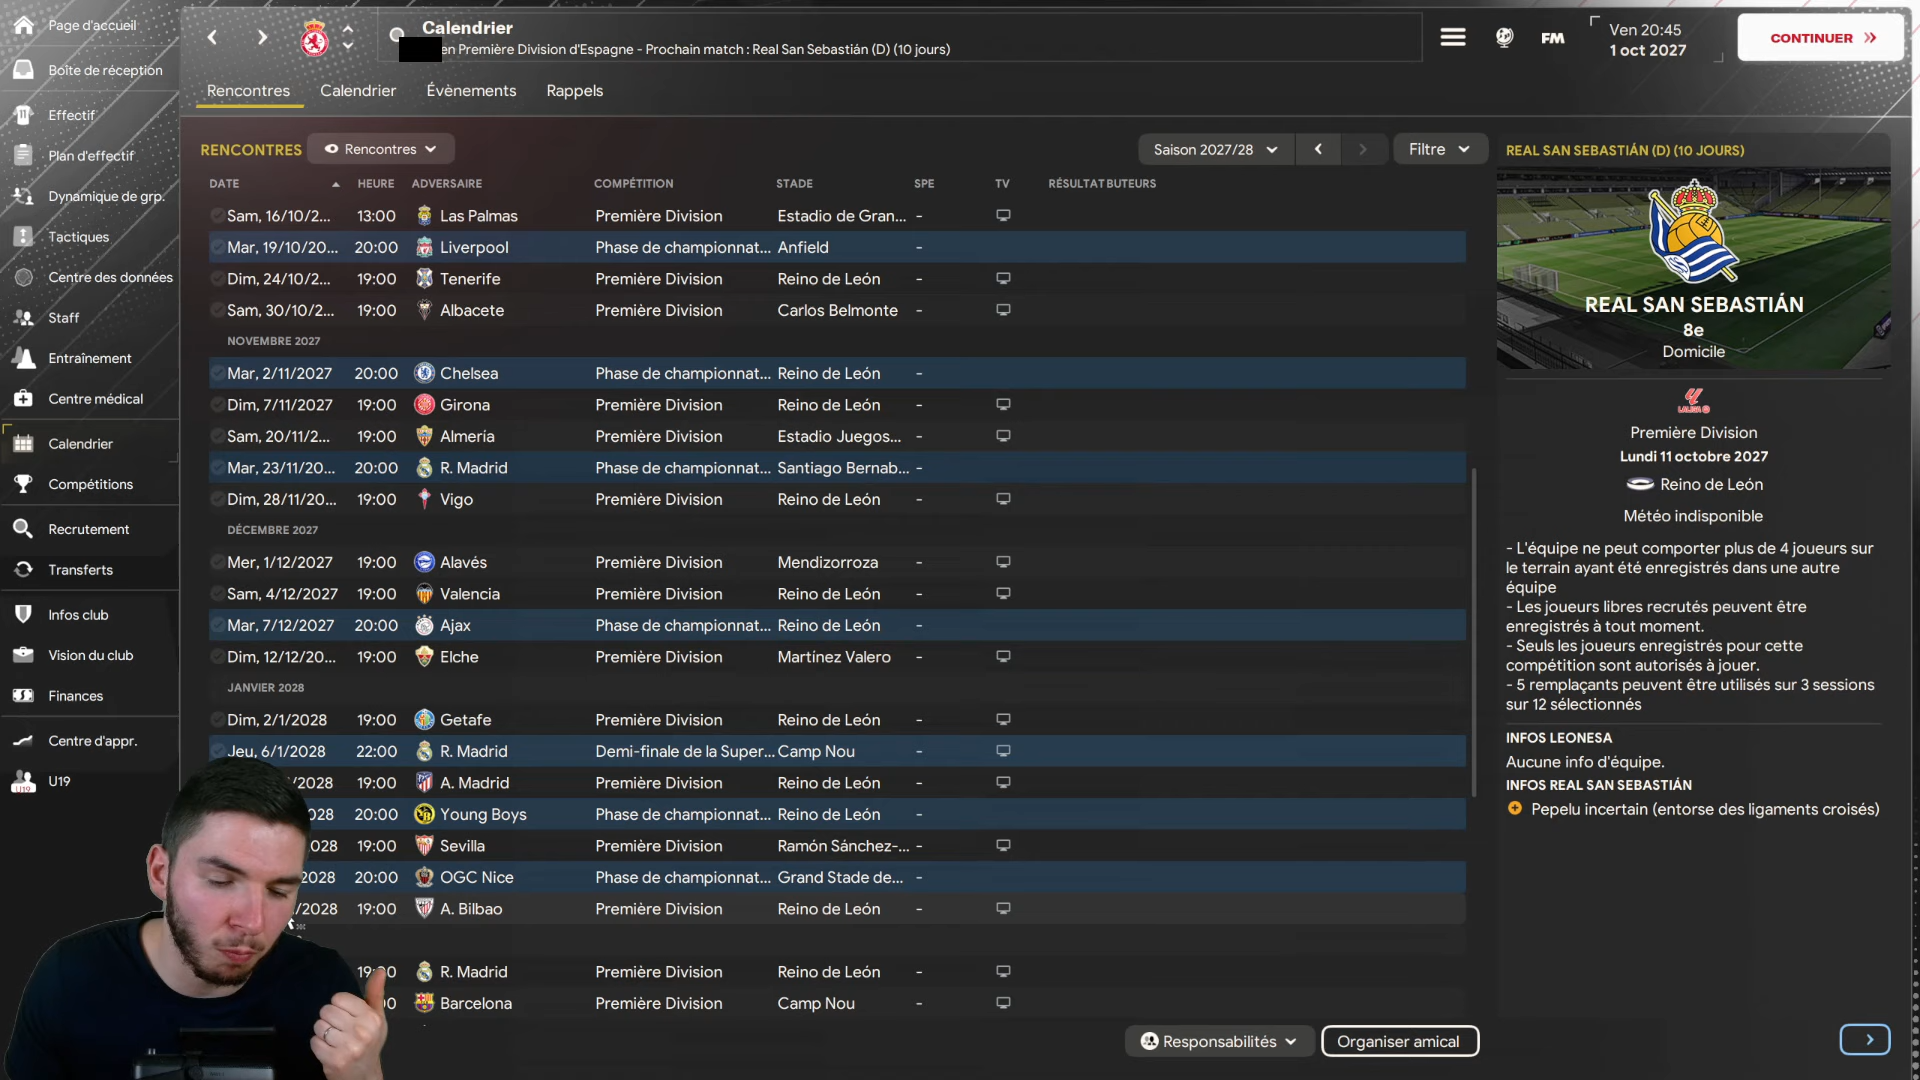 Page d'accueil
Boîte de réception
Effectif
Plan d'effectif
Dynamique de grp.
Tactiques
Centre des données
Staff
Entraînement
Centre médical
Calendrier
Compétitions
Recrutement
Transferts
Infos club
Vision du club
Finances
Centre d'appr.
U19
Calendrier
en Première Division d'Espagne - Prochain match : Real San Sebastián (D) (10 jours)
FM
Ven 20:45
1 oct 2027
CONTINUER
Rencontres Calendrier Évènements Rappels
RENCONTRES Rencontres Saison 2027/28 Filtre
DATE HEURE ADVERSAIRE COMPÉTITION STADE SPE TV RÉSULTAT BUTEURS
Sam, 16/10/2... 13:00 Las Palmas Première Division Estadio de Gran... -
Mar, 19/10/20... 20:00 Liverpool Phase de championnat... Anfield -
Dim, 24/10/2... 19:00 Tenerife Première Division Reino de León -
Sam, 30/10/2... 19:00 Albacete Première Division Carlos Belmonte -
NOVEMBRE 2027
Mar, 2/11/2027 20:00 Chelsea Phase de championnat... Reino de León -
Dim, 7/11/2027 19:00 Girona Première Division Reino de León -
Sam, 20/11/2... 19:00 Almería Première Division Estadio Juegos... -
Mar, 23/11/20... 20:00 R. Madrid Phase de championnat... Santiago Bernab... -
Dim, 28/11/20... 19:00 Vigo Première Division Reino de León -
DÉCEMBRE 2027
Mer, 1/12/2027 19:00 Alavés Première Division Mendizorroza -
Sam, 4/12/2027 19:00 Valencia Première Division Reino de León -
Mar, 7/12/2027 20:00 Ajax Phase de championnat... Reino de León -
Dim, 12/12/20... 19:00 Elche Première Division Martínez Valero -
JANVIER 2028
Dim, 2/1/2028 19:00 Getafe Première Division Reino de León -
Jeu, 6/1/2028 22:00 R. Madrid Demi-finale de la Super... Camp Nou -
/2028 19:00 A. Madrid Première Division Reino de León -
028 20:00 Young Boys Phase de championnat... Reino de León -
028 19:00 Sevilla Première Division Ramón Sánchez-... -
2028 20:00 OGC Nice Phase de championnat... Grand Stade de... -
/2028 19:00 A. Bilbao Première Division Reino de León -
R. Madrid Première Division Reino de León -
Barcelona Première Division Camp Nou -
Responsabilités Organiser amical
REAL SAN SEBASTIÁN (D) (10 JOURS)
REAL SAN SEBASTIÁN
8e
Domicile
LALIGA
Première Division
Lundi 11 octobre 2027
Reino de León
Météo indisponible
- L'équipe ne peut comporter plus de 4 joueurs sur
le terrain ayant été enregistrés dans une autre
équipe
- Les joueurs libres recrutés peuvent être
enregistrés à tout moment.
- Seuls les joueurs enregistrés pour cette
compétition sont autorisés à jouer.
- 5 remplaçants peuvent être utilisés sur 3 sessions
sur 12 sélectionnés
INFOS LEONESA
Aucune info d'équipe.
INFOS REAL SAN SEBASTIÁN
Pepelu incertain (entorse des ligaments croisés)